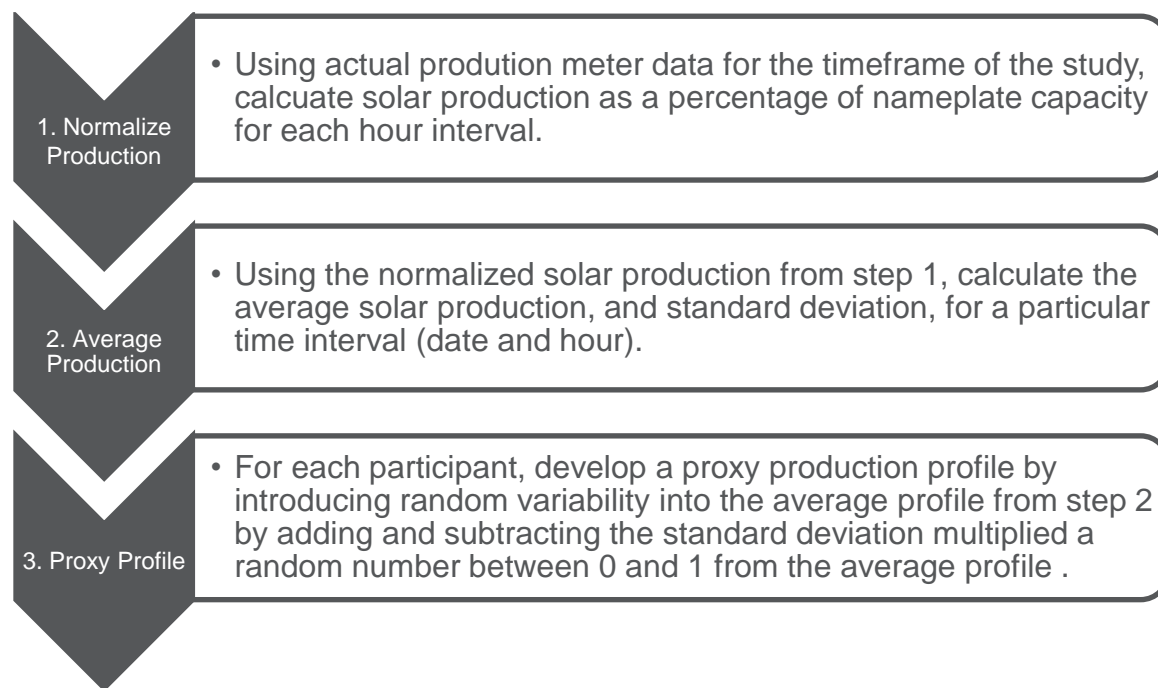 1. Normalize
Production
• Using actual prodution meter data for the timeframe of the study,
calcuate solar production as a percentage of nameplate capacity
for each hour interval.
2. Average
Production
• Using the normalized solar production from step 1, calculate the
average solar production, and standard deviation, for a particular
time interval (date and hour).
3. Proxy Profile
• For each participant, develop a proxy production profile by
introducing random variability into the average profile from step 2
by adding and subtracting the standard deviation multiplied a
random number between 0 and 1 from the average profile .